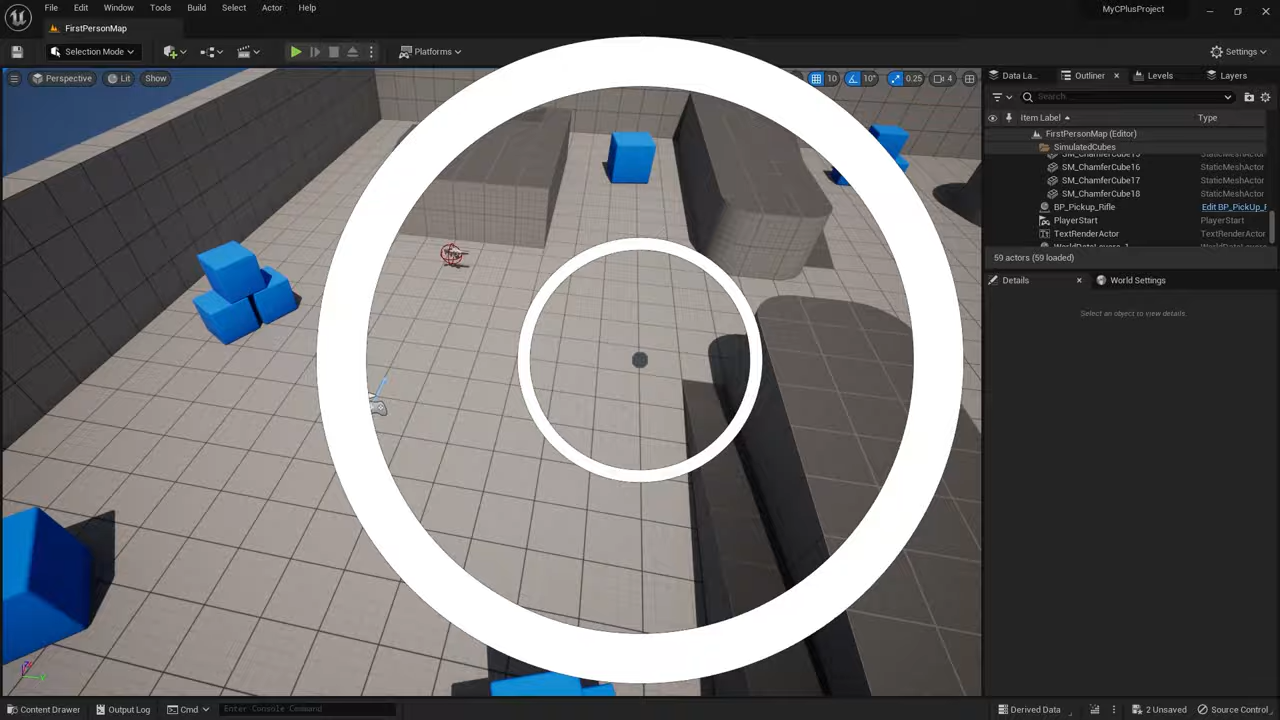 File Edit Window Tools Build Select Actor Help
MyCPlusProject
FirstPersonMap
Selection Mode
Platforms
Settings
Perspective Lit Show
10 10° 0.25 4
Data La... Outliner Levels Layers
Search...
Item Label Type
FirstPersonMap (Editor)
SimulatedCubes
SM_ChamferCube15 StaticMeshActor
SM_ChamferCube16 StaticMeshActor
SM_ChamferCube17 StaticMeshActor
SM_ChamferCube18 StaticMeshActor
BP_Pickup_Rifle Edit BP_PickUp_F
PlayerStart PlayerStart
TextRenderActor TextRenderActor
59 actors (59 loaded)
Details World Settings
Select an object to view details.
Content Drawer Output Log Cmd Enter Console Command Derived Data 2 Unsaved Source Control